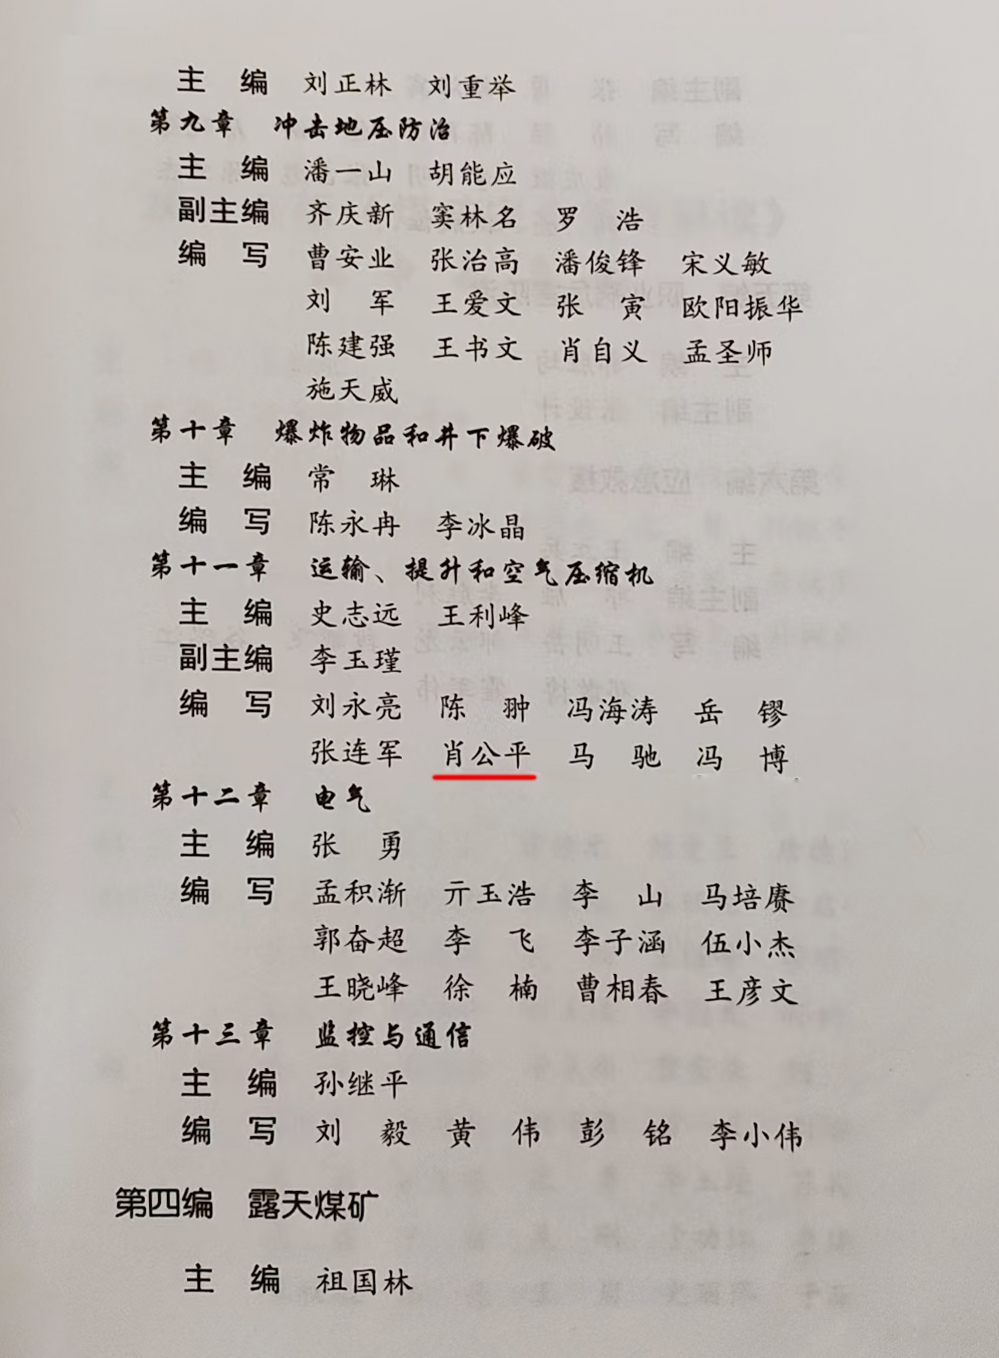 主 编 刘正林 刘重举
第九章 冲击地压防治
主 编 潘一山 胡能应
副主编 齐庆新 窦林名 罗 浩
编 写 曹安业 张治高 潘俊锋 宋义敏
刘 军 王爱文 张 寅 欧阳振华
陈建强 王书文 肖自义 孟圣师
施天威
第十章 爆炸物品和井下爆破
主 编 常 琳
编 写 陈永冉 李冰晶
第十一章 运输、提升和空气压缩机
主 编 史志远 王利峰
副主编 李玉瑾
编 写 刘永亮 陈 翀 冯海涛 岳 镠
张连军 肖公平 马 驰 冯 博
第十二章 电气
主 编 张 勇
编 写 孟积渐 亓玉浩 李 山 马培赓
郭奋超 李 飞 李子涵 伍小杰
王晓峰 徐 楠 曹相春 王彦文
第十三章 监控与通信
主 编 孙继平
编 写 刘 毅 黄 伟 彭 铭 李小伟
第四编 露天煤矿
主 编 祖国林